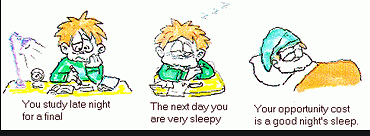 You study late night
for a final
The next day you
are very sleepy
Your opportunity cost
is a good night's sleep.